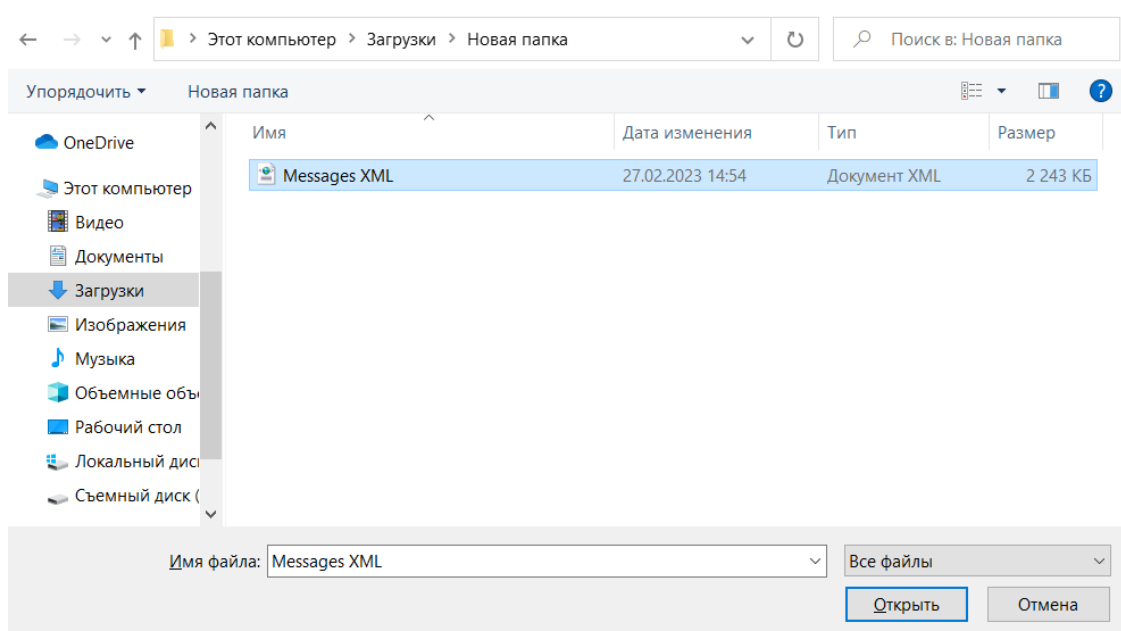 Этот компьютер > Загрузки > Новая папка
Поиск в: Новая папка
Упорядочить Новая папка
?
Имя Дата изменения Тип Размер
Messages XML 27.02.2023 14:54 Документ XML 2 243 КБ
OneDrive
Этот компьютер
Видео
Документы
Загрузки
Изображения
Музыка
Объемные объ
Рабочий стол
Локальный дис
Съемный диск (
Имя файла: Messages XML
Все файлы
Открыть Отмена